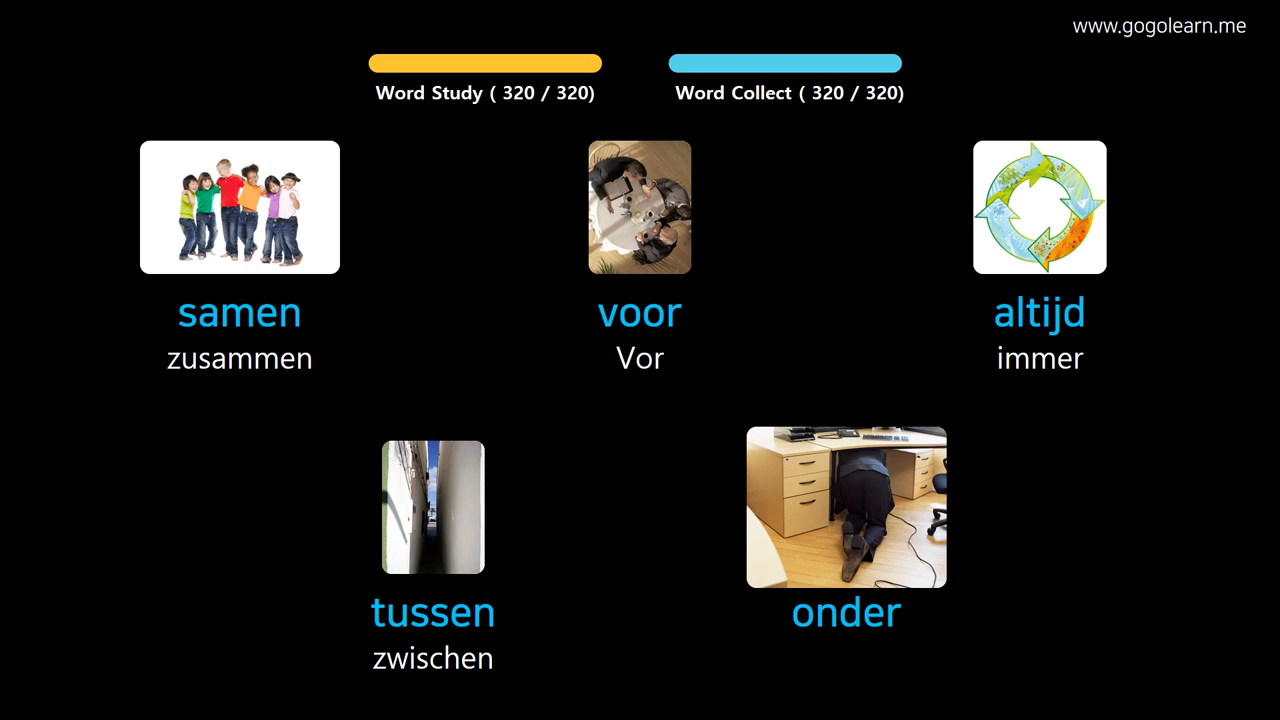 www.gogolearn.me
Word Study ( 320 / 320)
Word Collect ( 320 / 320)
samen
zusammen
voor
Vor
altijd
immer
tussen
zwischen
onder